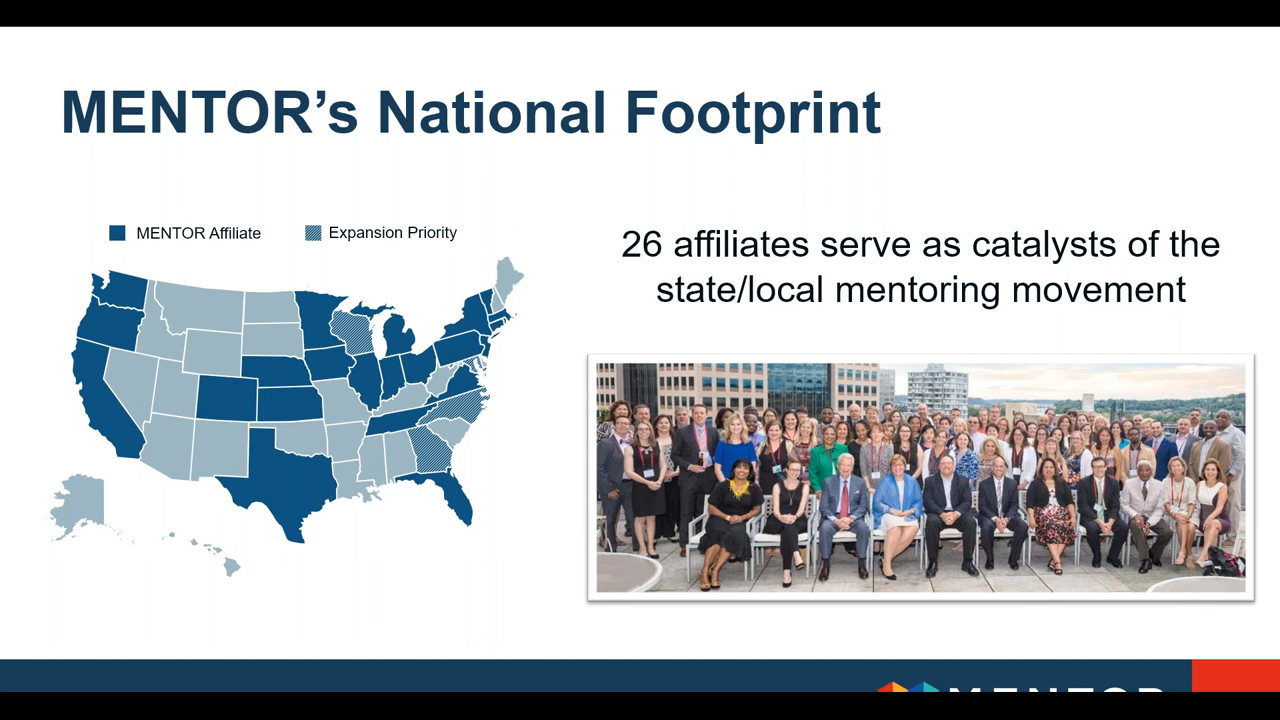 MENTOR’s National Footprint
MENTOR Affiliate
Expansion Priority
26 affiliates serve as catalysts of the
state/local mentoring movement
MENTOR